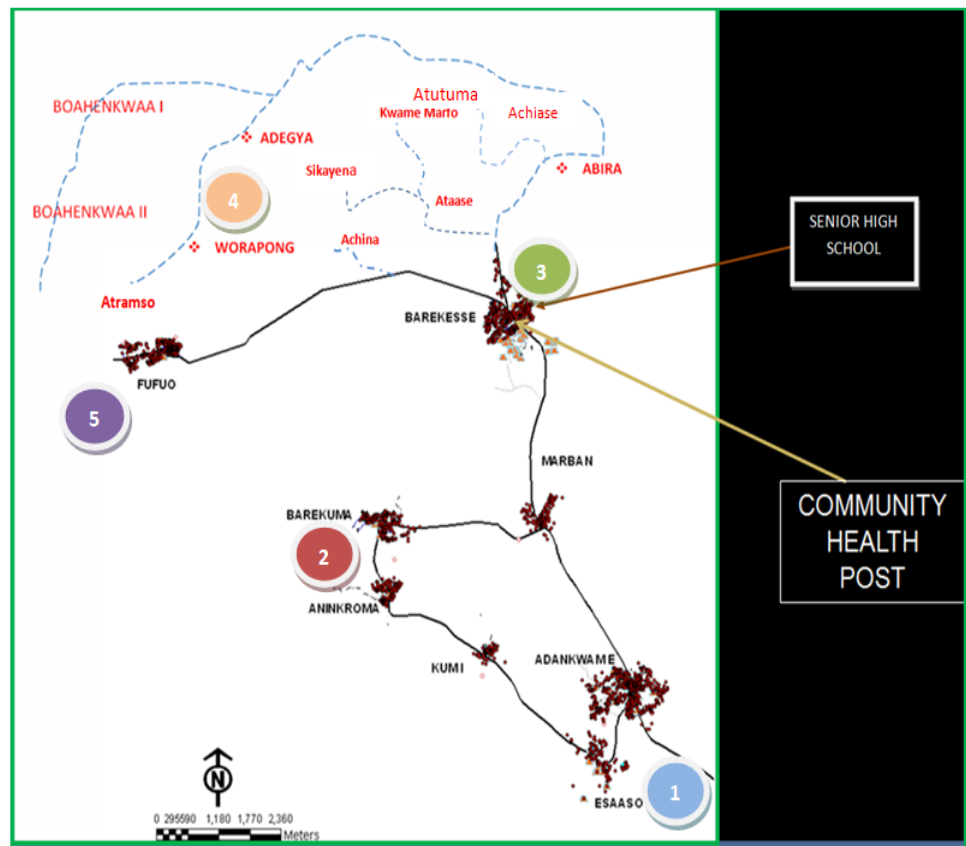 Atutuma
BOAHENKWAA I
Kwame Marto
Achiase
ADEGYA
Sikayena
ABIRA
4
Ataase
BOAHENKWAA II
SENIOR HIGH
SCHOOL
WORAPONG
Achina
3
Atramso
BAREKESSE
FUFUO
5
MARBAN
COMMUNITY
HEALTH
POST
BAREKUMA
2
ANINKROMA
KUMI
ADANKWAME
N
1
ESAASO
0 295590 1,180 1,770 2,360
Meters